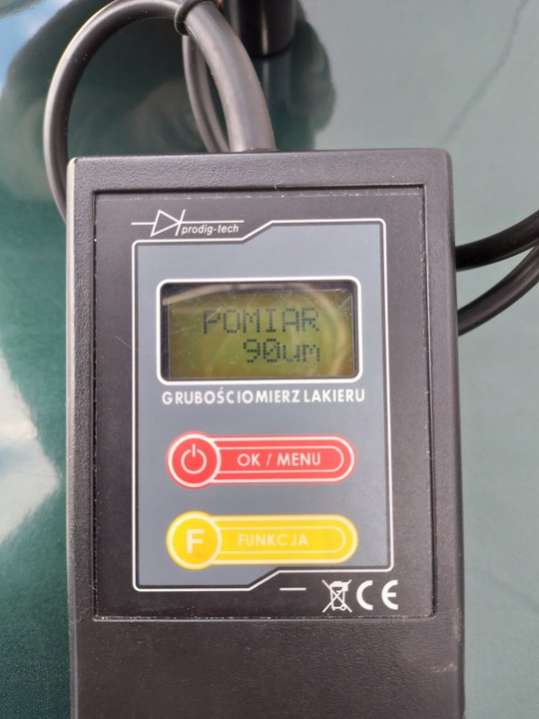 prodig-tech
POMIAR
90um
GRUBOŚCIOMIERZ LAKIERU
OK / MENU
F FUNKCJA
CE